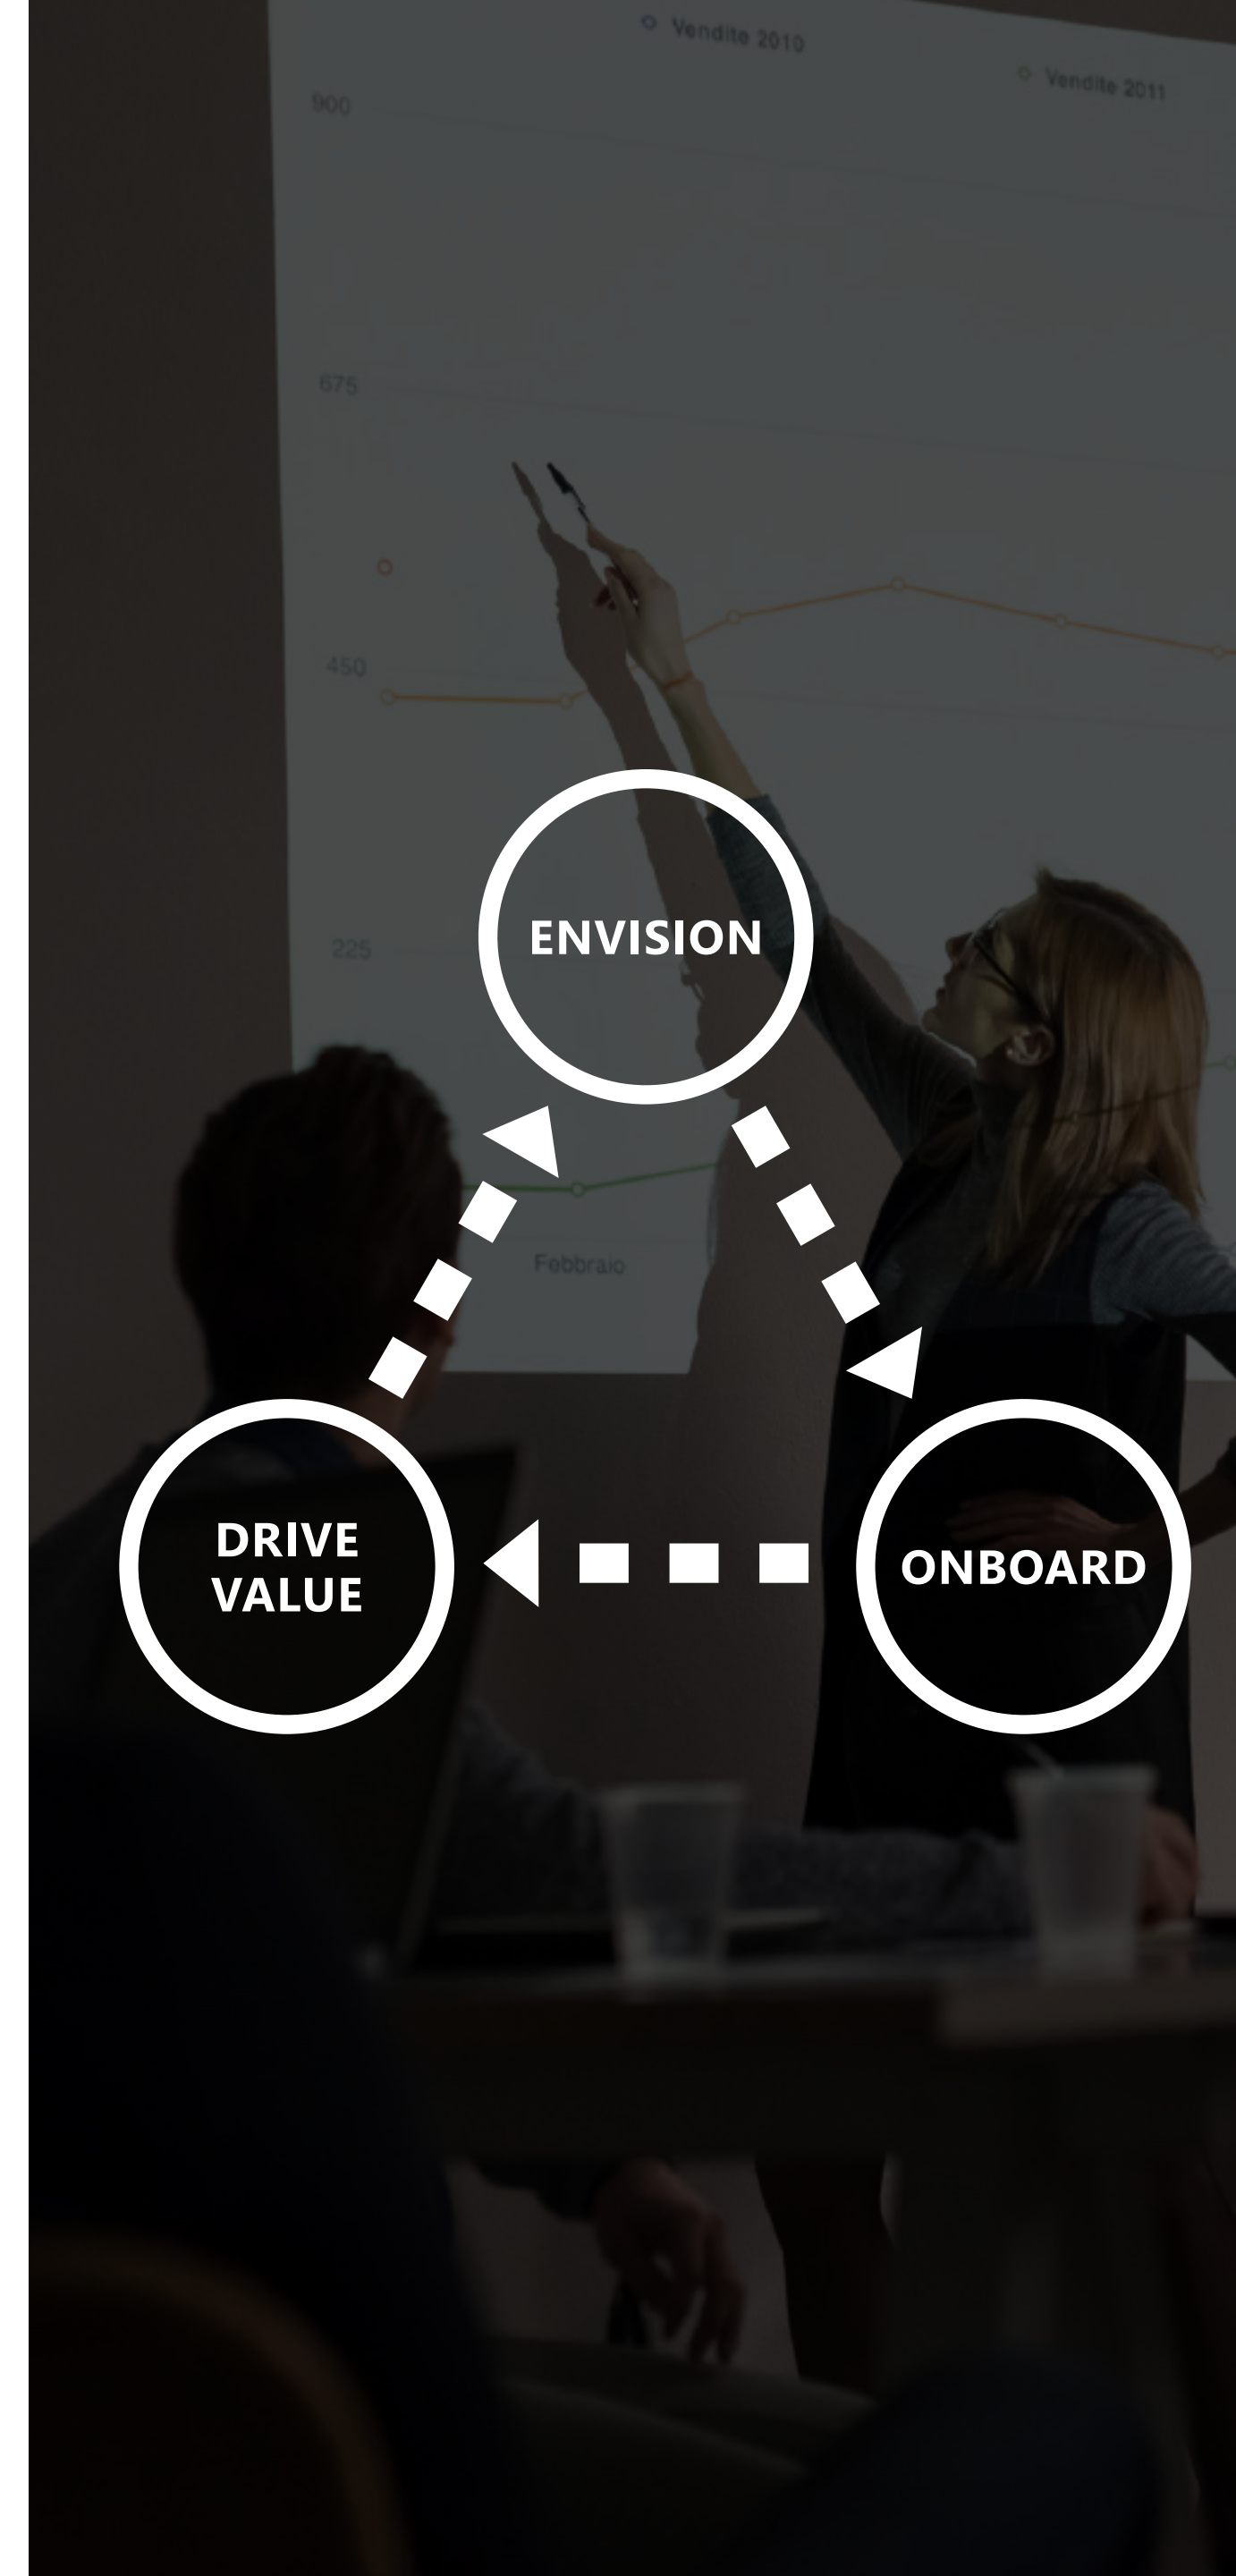 Vendite 2010
Vendite 2011
900
675
450
225
Febbraio
ENVISION
DRIVE
VALUE
ONBOARD